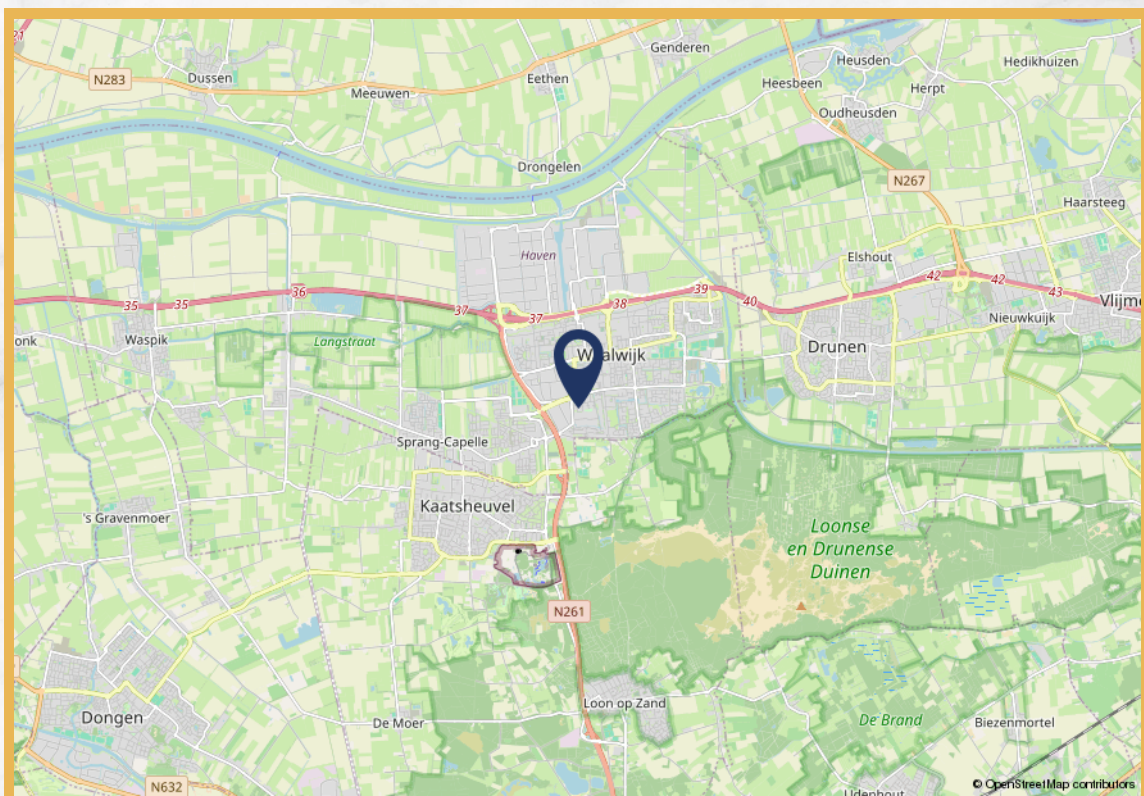 Genderen
Heusden
Hedikhuizen
N283
Dussen
Eethen
Heesbeen
Herpt
Meeuwen
Oudheusden
Drongelen
N267
Haarsteeg
Haven
Elshout
35
35
36
37
37
38
39
40
42
42
43
Waspik
Langstraat
Nieuwkuijk
Drunen
Sprang-Capelle
Kaatsheuvel
's Gravenmoer
Loonse
en Drunense
Duinen
N261
Loon op Zand
Dongen
De Moer
De Brand
Biezenmortel
N632
© OpenStreetMap contributors